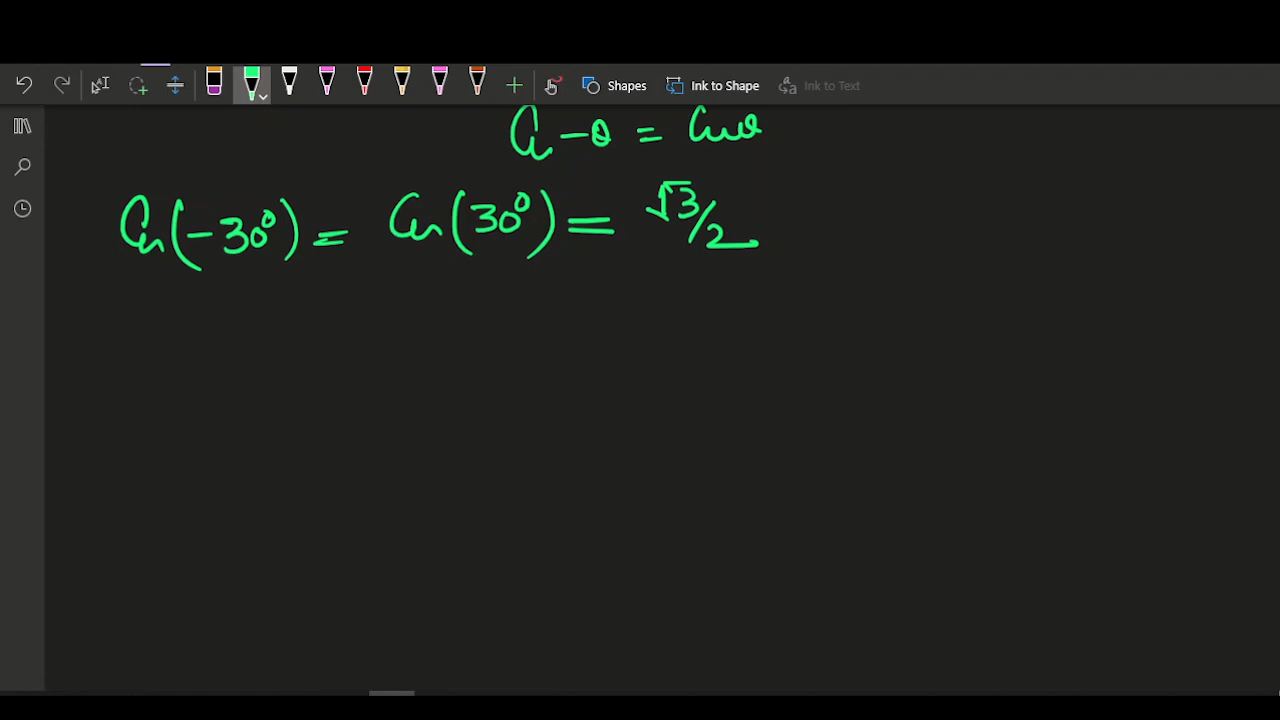 Shapes Ink to Shape Ink to Text
Cos -θ = Cosθ
Cos(-30°) = Cos(30°) = √3/2